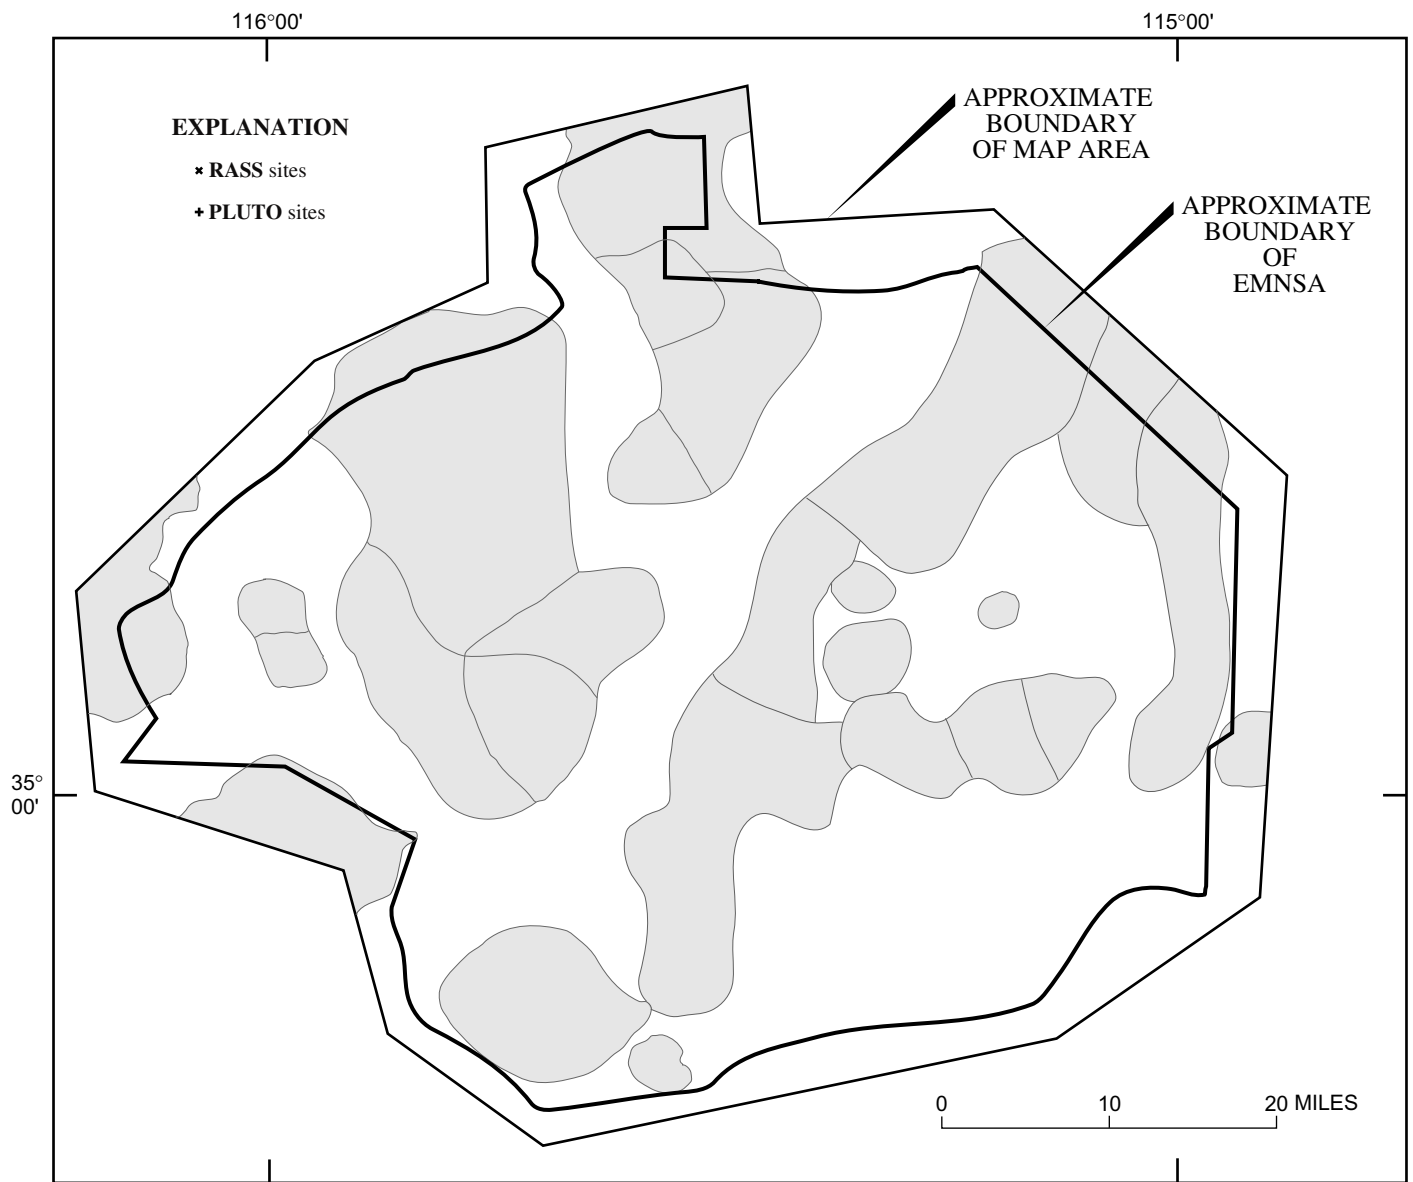 116°00'
115°00'
EXPLANATION
× RASS sites
+ PLUTO sites
APPROXIMATE
BOUNDARY
OF MAP AREA
APPROXIMATE
BOUNDARY
OF
EMNSA
35°
00'
0 10 20 MILES